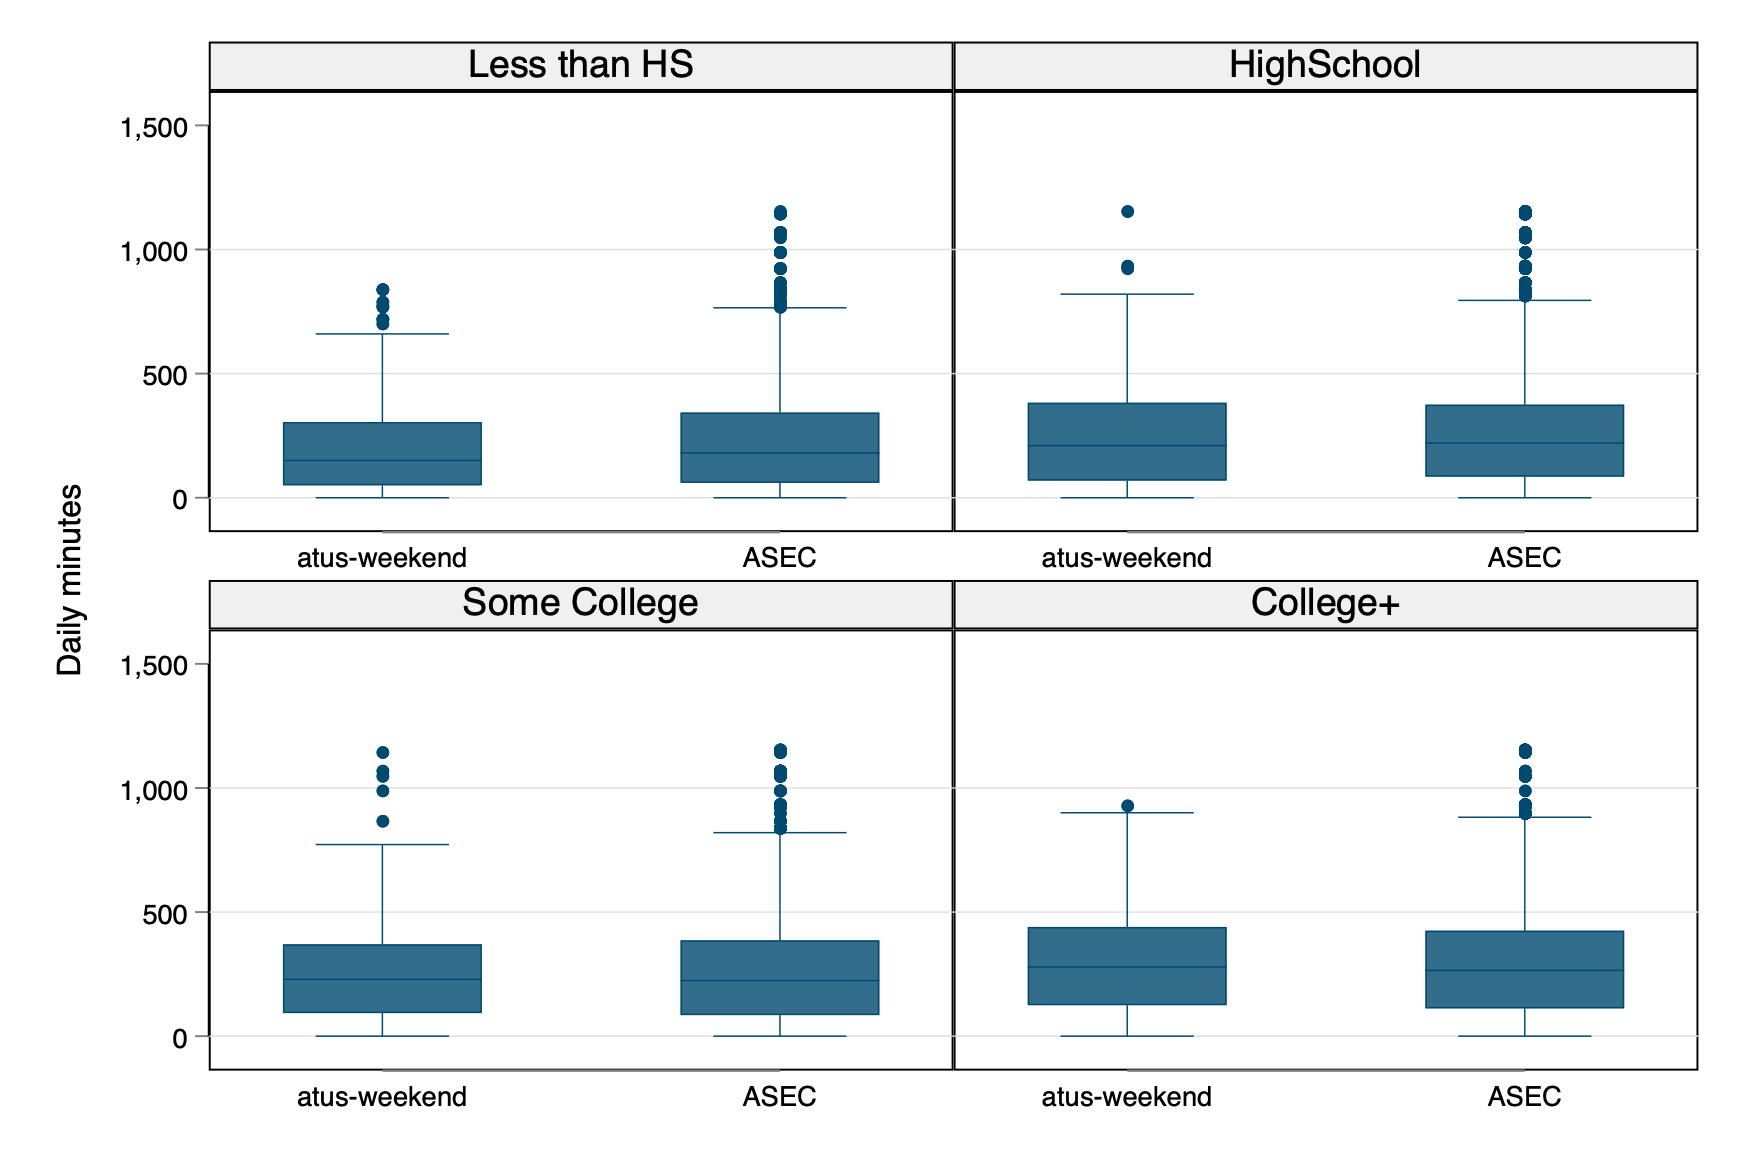 Daily minutes
Less than HS
HighSchool
1,500
1,000
500
0
atus-weekend
ASEC
atus-weekend
ASEC
Some College
College+
1,500
1,000
500
0
atus-weekend
ASEC
atus-weekend
ASEC